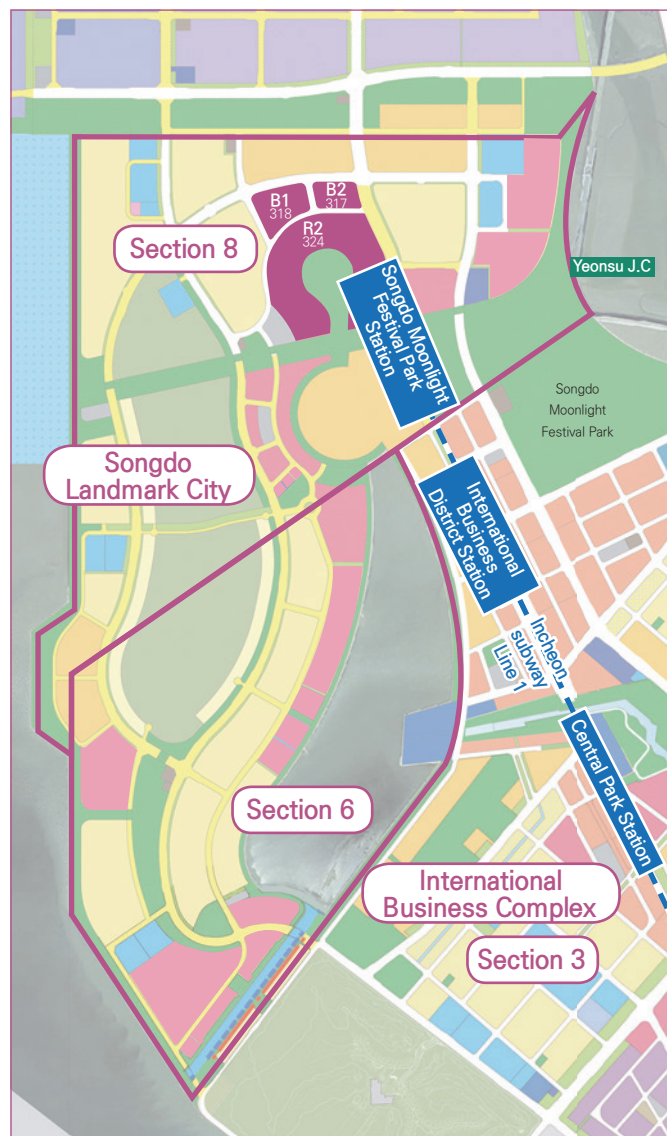 B1
318
B2
317
R2
324
Section 8
Yeonsu J.C
Songdo Moonlight
Festival Park
Station
Songdo
Moonlight
Festival Park
Songdo
Landmark City
International
Business
District Station
Incheon
subway
Line 1
Central Park Station
Section 6
International
Business Complex
Section 3